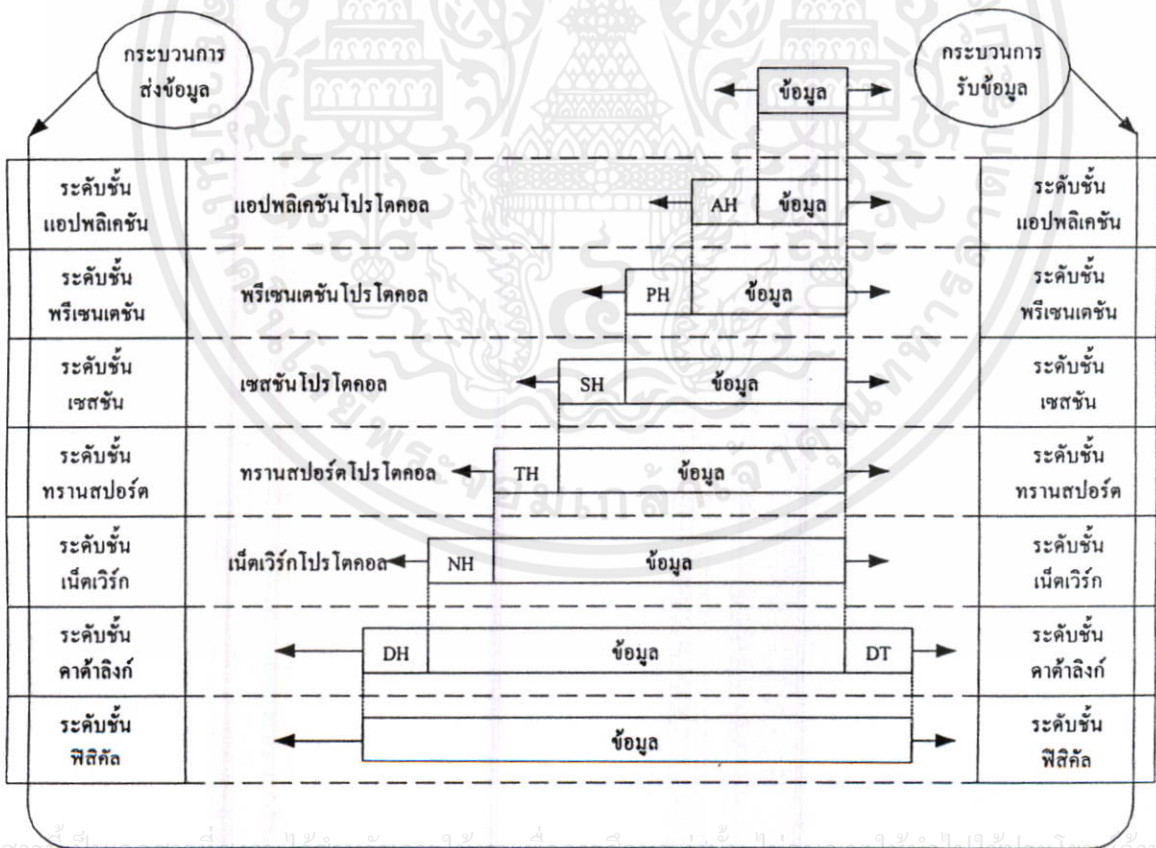 กระบวนการ
ส่งข้อมูล
กระบวนการ
รับข้อมูล
ข้อมูล
ระดับชั้น
แอปพลิเคชัน
แอปพลิเคชันโปรโตคอล
AH
ข้อมูล
ระดับชั้น
แอปพลิเคชัน
ระดับชั้น
พรีเซนเตชัน
พรีเซนเตชันโปรโตคอล
PH
ข้อมูล
ระดับชั้น
พรีเซนเตชัน
ระดับชั้น
เซสชัน
เซสชันโปรโตคอล
SH
ข้อมูล
ระดับชั้น
เซสชัน
ระดับชั้น
ทรานสปอร์ต
ทรานสปอร์ตโปรโตคอล
TH
ข้อมูล
ระดับชั้น
ทรานสปอร์ต
ระดับชั้น
เน็ตเวิร์ก
เน็ตเวิร์กโปรโตคอล
NH
ข้อมูล
ระดับชั้น
เน็ตเวิร์ก
ระดับชั้น
ดาต้าลิงก์
DH
ข้อมูล
DT
ระดับชั้น
ดาต้าลิงก์
ระดับชั้น
ฟิสิคัล
ข้อมูล
ระดับชั้น
ฟิสิคัล